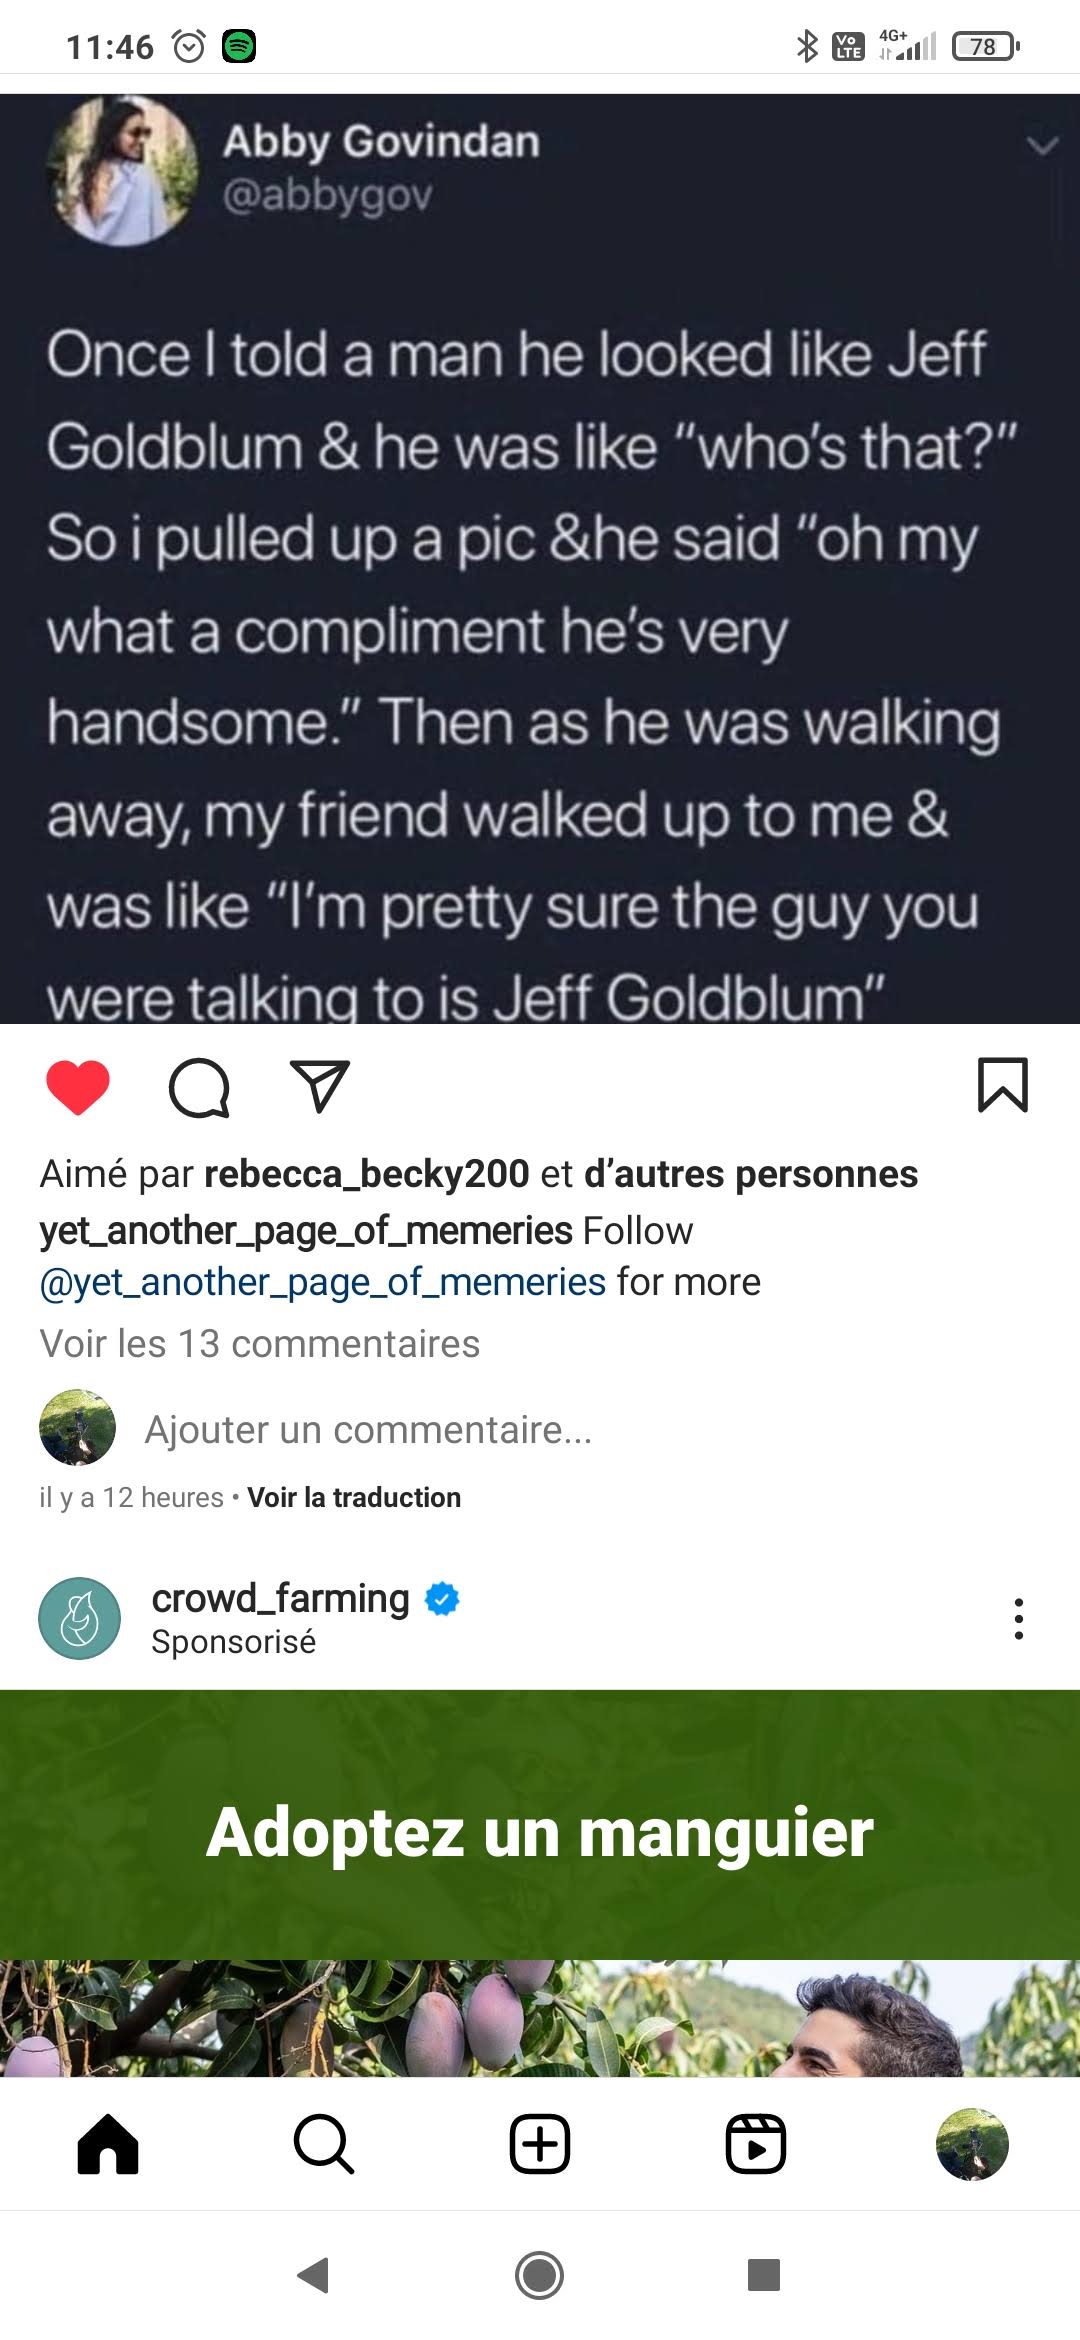 11:46
Vo
LTE
4G+
78
Abby Govindan
@abbygov
Once I told a man he looked like Jeff
Goldblum & he was like “who’s that?”
So i pulled up a pic &he said “oh my
what a compliment he’s very
handsome.” Then as he was walking
away, my friend walked up to me &
was like “I’m pretty sure the guy you
were talking to is Jeff Goldblum”
Aimé par rebecca_becky200 et d’autres personnes
yet_another_page_of_memeries Follow
@yet_another_page_of_memeries for more
Voir les 13 commentaires
Ajouter un commentaire...
il y a 12 heures • Voir la traduction
crowd_farming
Sponsorisé
Adoptez un manguier